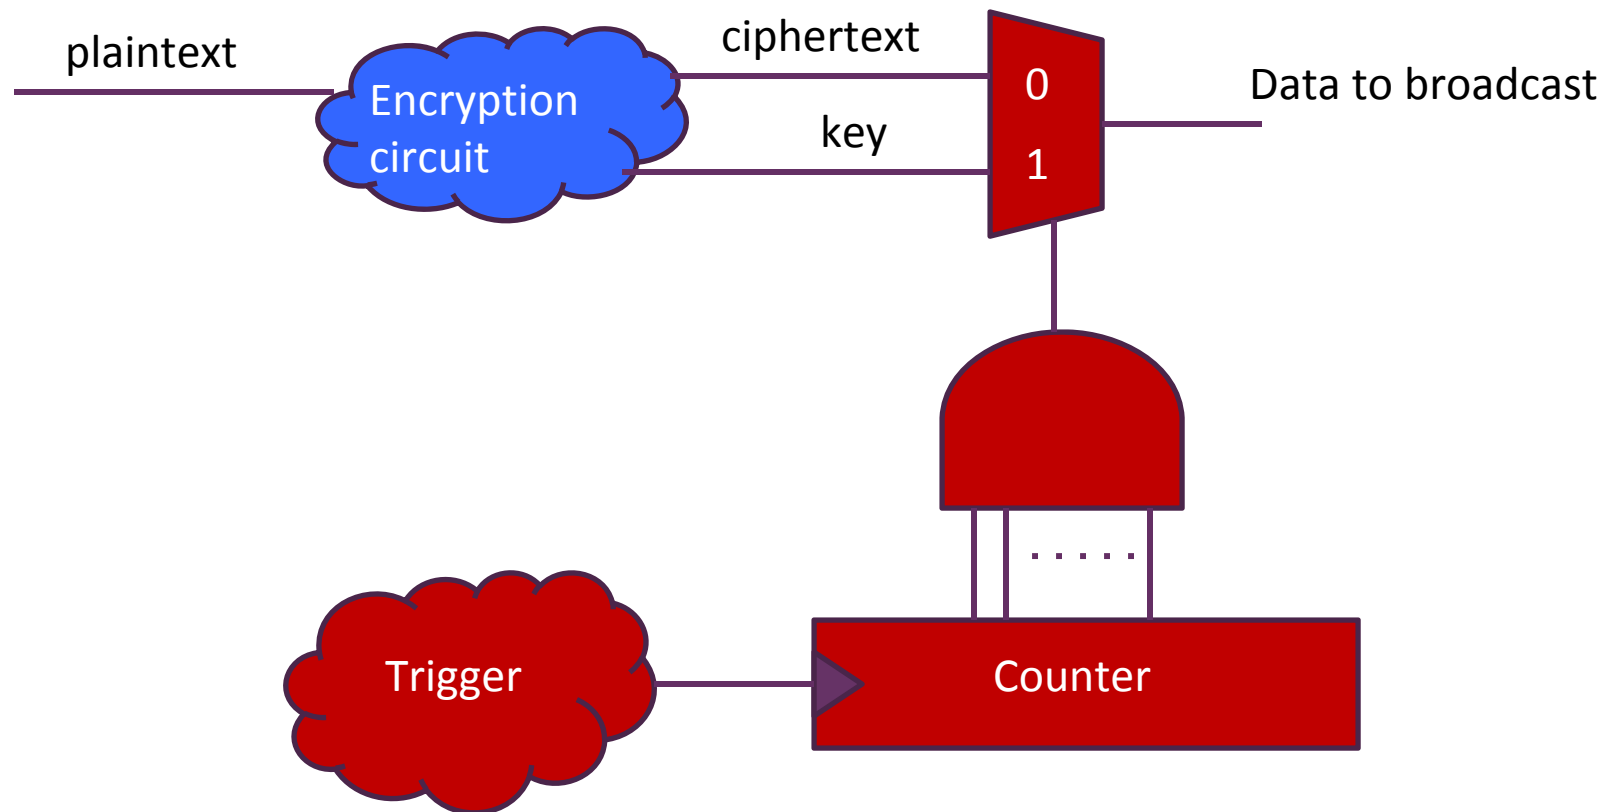 plaintext
Encryption
circuit
ciphertext
key
0
1
Data to broadcast
Trigger
Counter